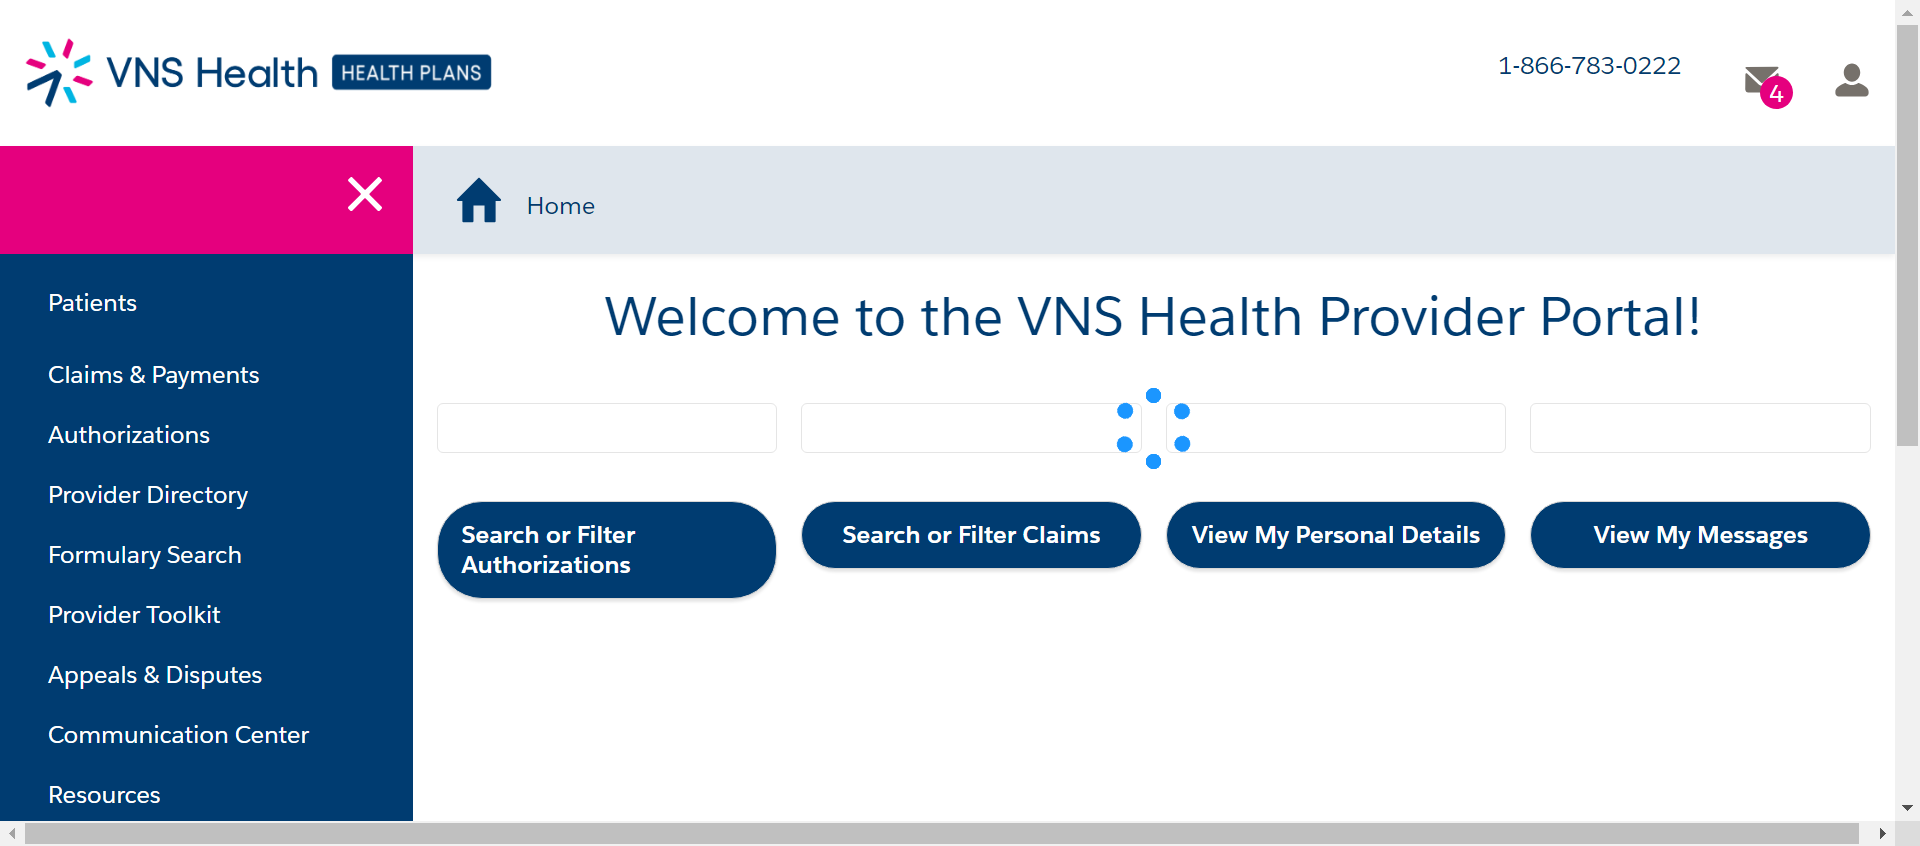 VNS Health HEALTH PLANS
1-866-783-0222
4
Home
Patients
Claims & Payments
Authorizations
Provider Directory
Formulary Search
Provider Toolkit
Appeals & Disputes
Communication Center
Resources
Welcome to the VNS Health Provider Portal!
Search or Filter
Authorizations
Search or Filter Claims
View My Personal Details
View My Messages